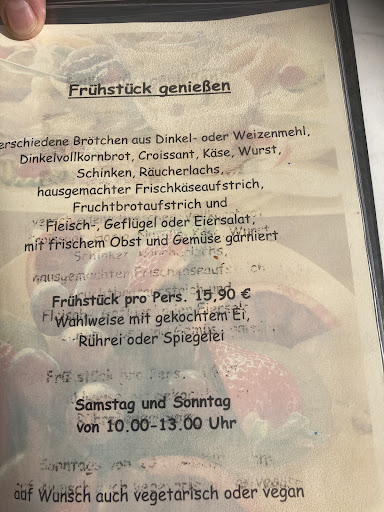 Frühstück genießen
erschiedene Brötchen aus Dinkel- oder Weizenmehl,
Dinkelvollkornbrot, Croissant, Käse, Wurst,
Schinken, Räucherlachs,
hausgemachter Frischkäseaufstrich,
Fruchtbrotaufstrich und
Fleisch-, Geflügel oder Eiersalat,
mit frischem Obst und Gemüse garniert
Frühstück pro Pers. 15,90 €
Wahlweise mit gekochtem Ei,
Rührei oder Spiegelei
Samstag und Sonntag
von 10.00-13.00 Uhr
auf Wunsch auch vegetarisch oder vegan